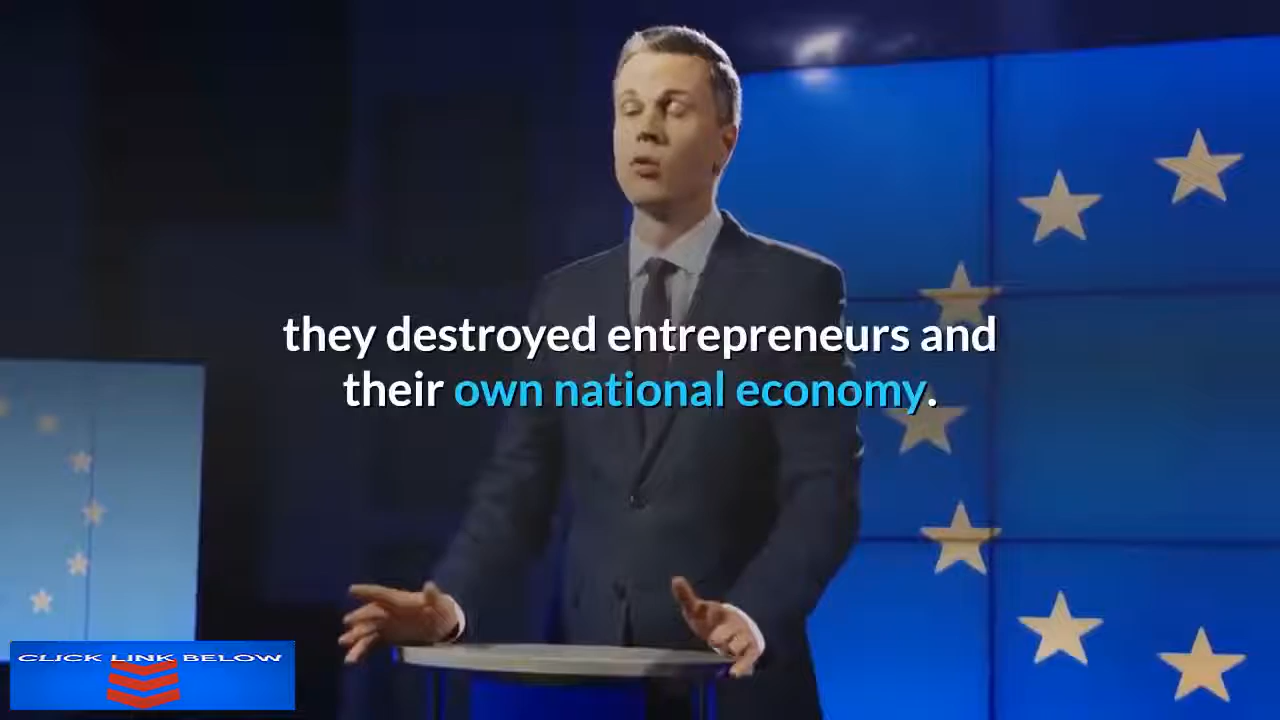 they destroyed entrepreneurs and
their own national economy.
CLICK LINK BELOW